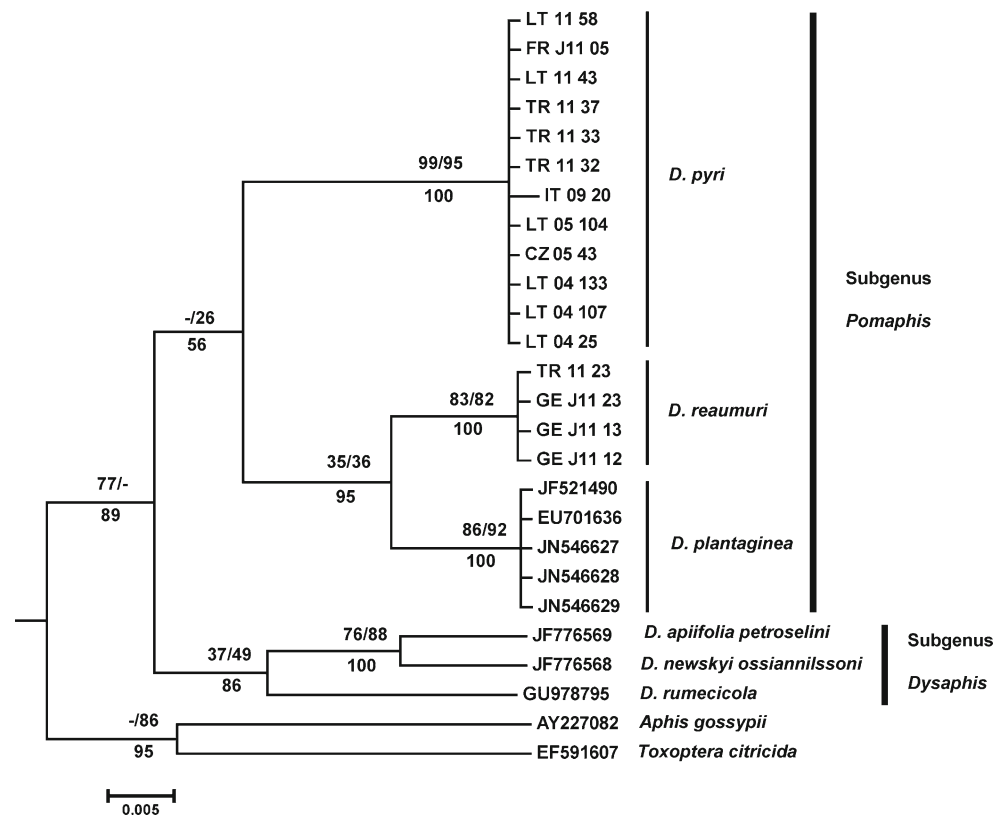 LT 11 58
FR J11 05
LT 11 43
TR 11 37
TR 11 33
TR 11 32
99/95
D. pyri
100
IT 09 20
LT 05 104
CZ 05 43
LT 04 133
LT 04 107
LT 04 25
Subgenus
Pomaphis
-/26
56
TR 11 23
GE J11 23
GE J11 13
GE J11 12
83/82
100
D. reaumuri
35/36
95
JF521490
EU701636
JN546627
JN546628
JN546629
86/92
100
D. plantaginea
77/-
89
JF776569 D. apiifolia petroselini
JF776568 D. newskyi ossiannilssoni
GU978795 D. rumecicola
76/88
100
37/49
86
Subgenus
Dysaphis
-/86
95
AY227082 Aphis gossypii
EF591607 Toxoptera citricida
0.005